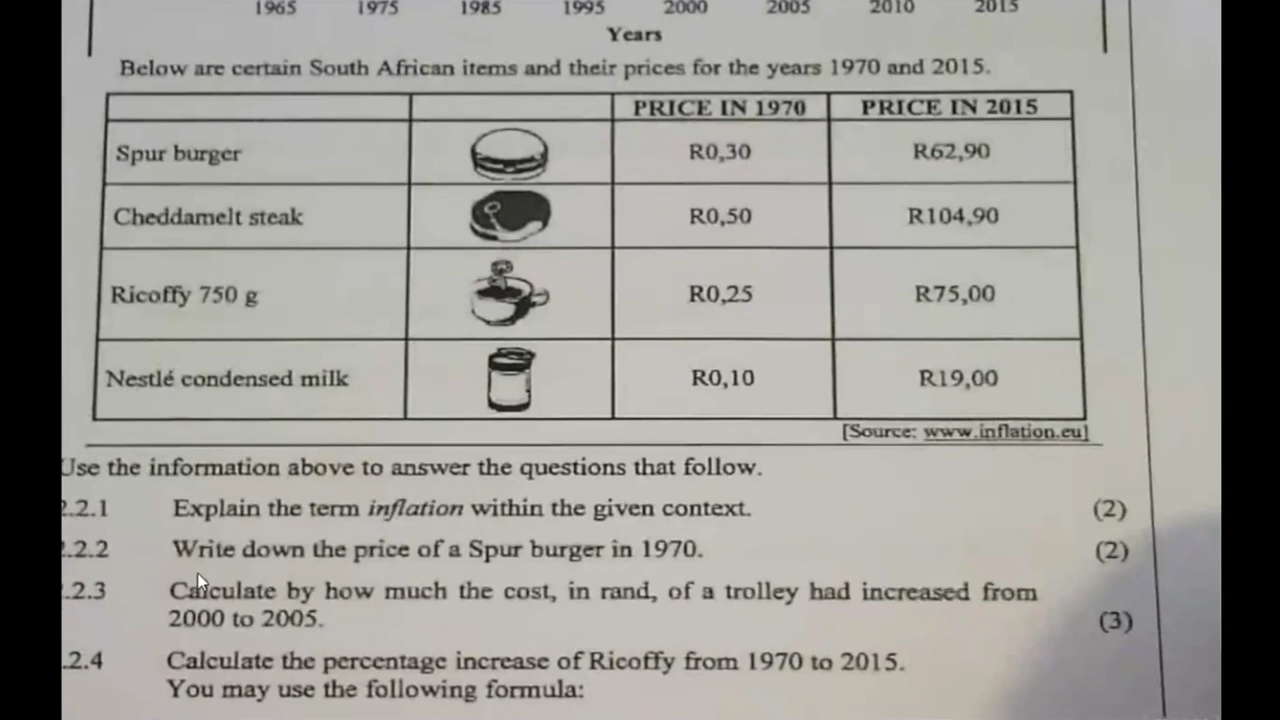 1965 1975 1985 1995 2000 2005 2010 2015
Years
Below are certain South African items and their prices for the years 1970 and 2015.
PRICE IN 1970 PRICE IN 2015
Spur burger R0,30 R62,90
Cheddamelt steak R0,50 R104,90
Ricoffy 750 g R0,25 R75,00
Nestlé condensed milk R0,10 R19,00
[Source: www.inflation.eu]
Use the information above to answer the questions that follow.
.2.1 Explain the term inflation within the given context. (2)
.2.2 Write down the price of a Spur burger in 1970. (2)
.2.3 Calculate by how much the cost, in rand, of a trolley had increased from
2000 to 2005. (3)
.2.4 Calculate the percentage increase of Ricoffy from 1970 to 2015.
You may use the following formula: